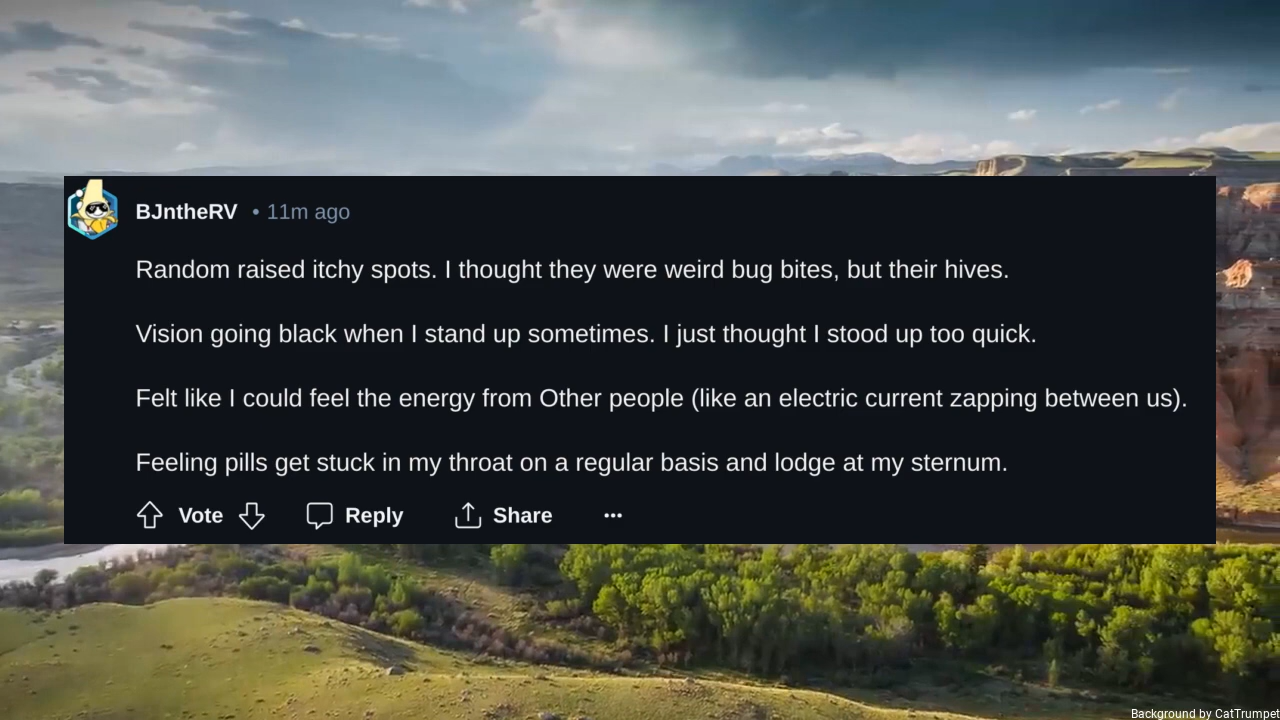 BJntheRV • 11m ago
Random raised itchy spots. I thought they were weird bug bites, but their hives.
Vision going black when I stand up sometimes. I just thought I stood up too quick.
Felt like I could feel the energy from Other people (like an electric current zapping between us).
Feeling pills get stuck in my throat on a regular basis and lodge at my sternum.
Vote Reply Share ...
Background by CatTrumpet